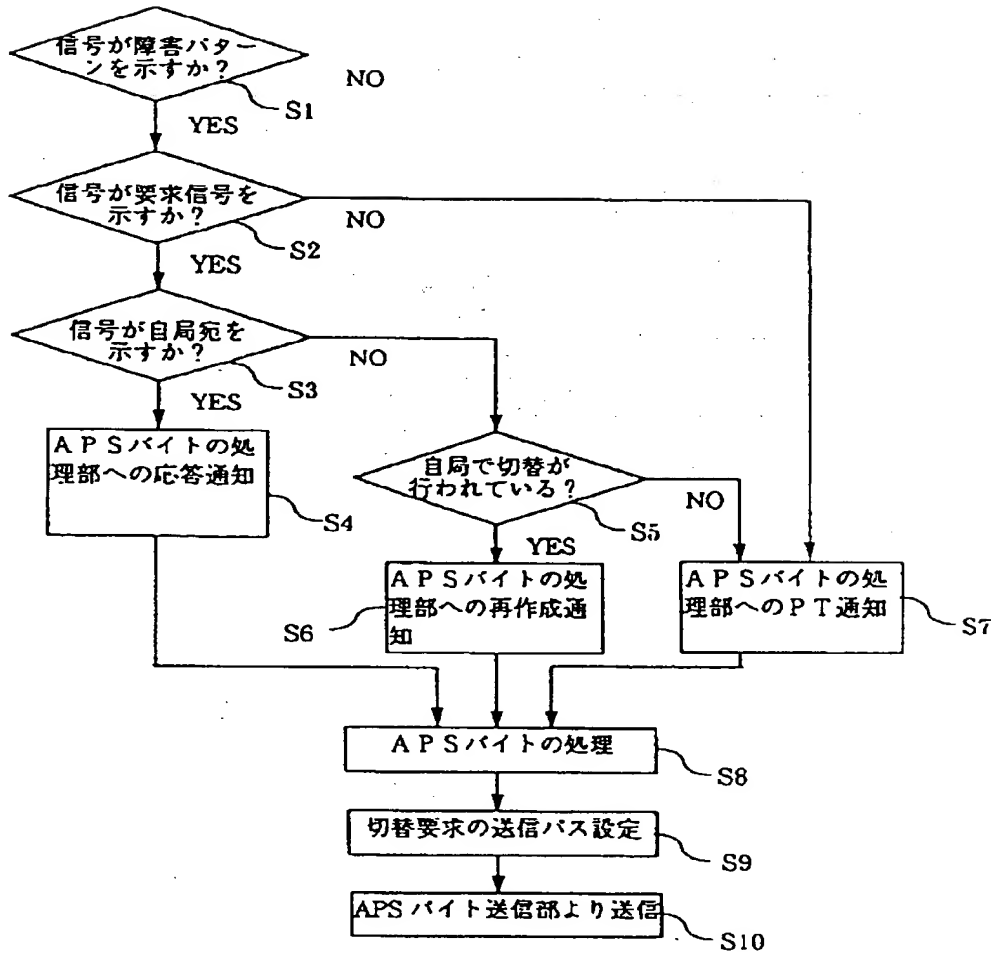 信号が障害パター
ンを示すか?
NO
S1
YES
信号が要求信号を
示すか?
NO
S2
YES
信号が自局宛を
示すか?
NO
S3
YES
APSバイトの処
理部への応答通知
S4
自局で切替が
行われている?
NO
S5
YES
APSバイトの処
理部への再作成通
知
S6
APSバイトの処
理部へのPT通知
S7
APSバイトの処理
S8
切替要求の送信パス設定
S9
APSバイト送信部より送信
S10